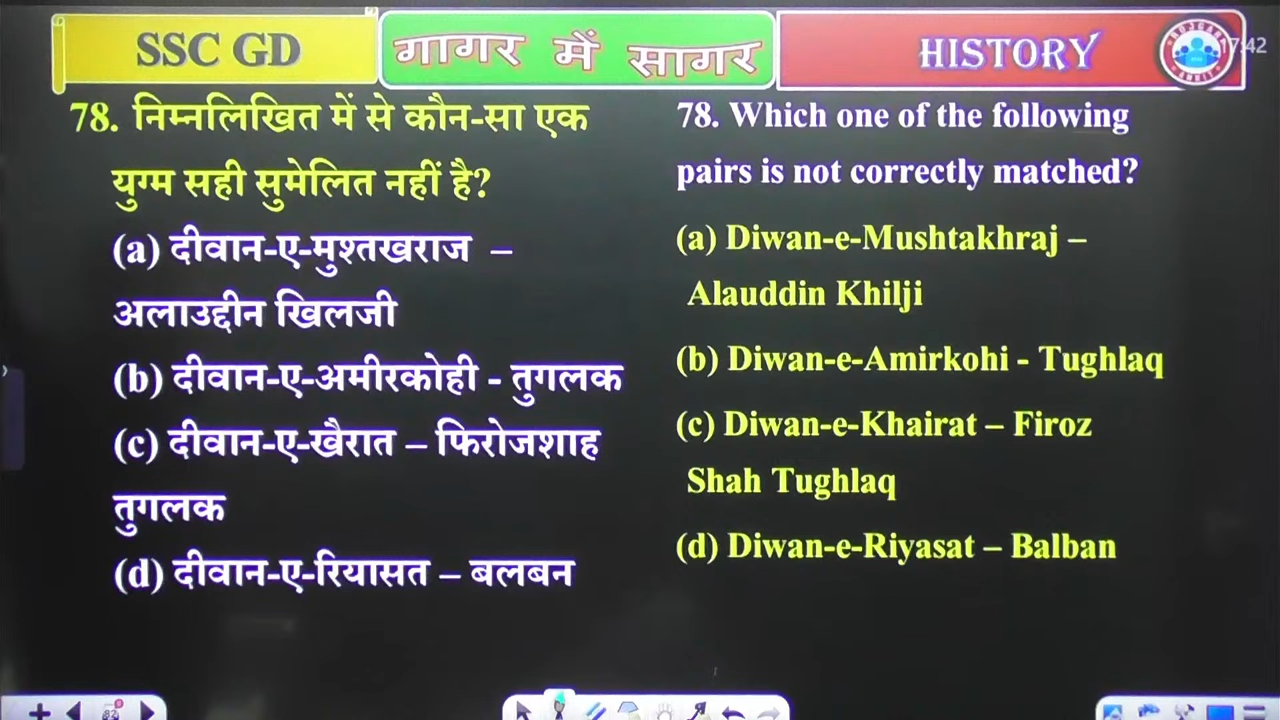 SSC GD
गागर में सागर
HISTORY
17:42
78. निम्नलिखित में से कौन-सा एक
युग्म सही सुमेलित नहीं है?
(a) दीवान-ए-मुश्तखराज –
अलाउद्दीन खिलजी
(b) दीवान-ए-अमीरकोही - तुगलक
(c) दीवान-ए-खैरात – फिरोजशाह
तुगलक
(d) दीवान-ए-रियासत – बलबन
78. Which one of the following
pairs is not correctly matched?
(a) Diwan-e-Mushtakhraj –
Alauddin Khilji
(b) Diwan-e-Amirkohi - Tughlaq
(c) Diwan-e-Khairat – Firoz
Shah Tughlaq
(d) Diwan-e-Riyasat – Balban